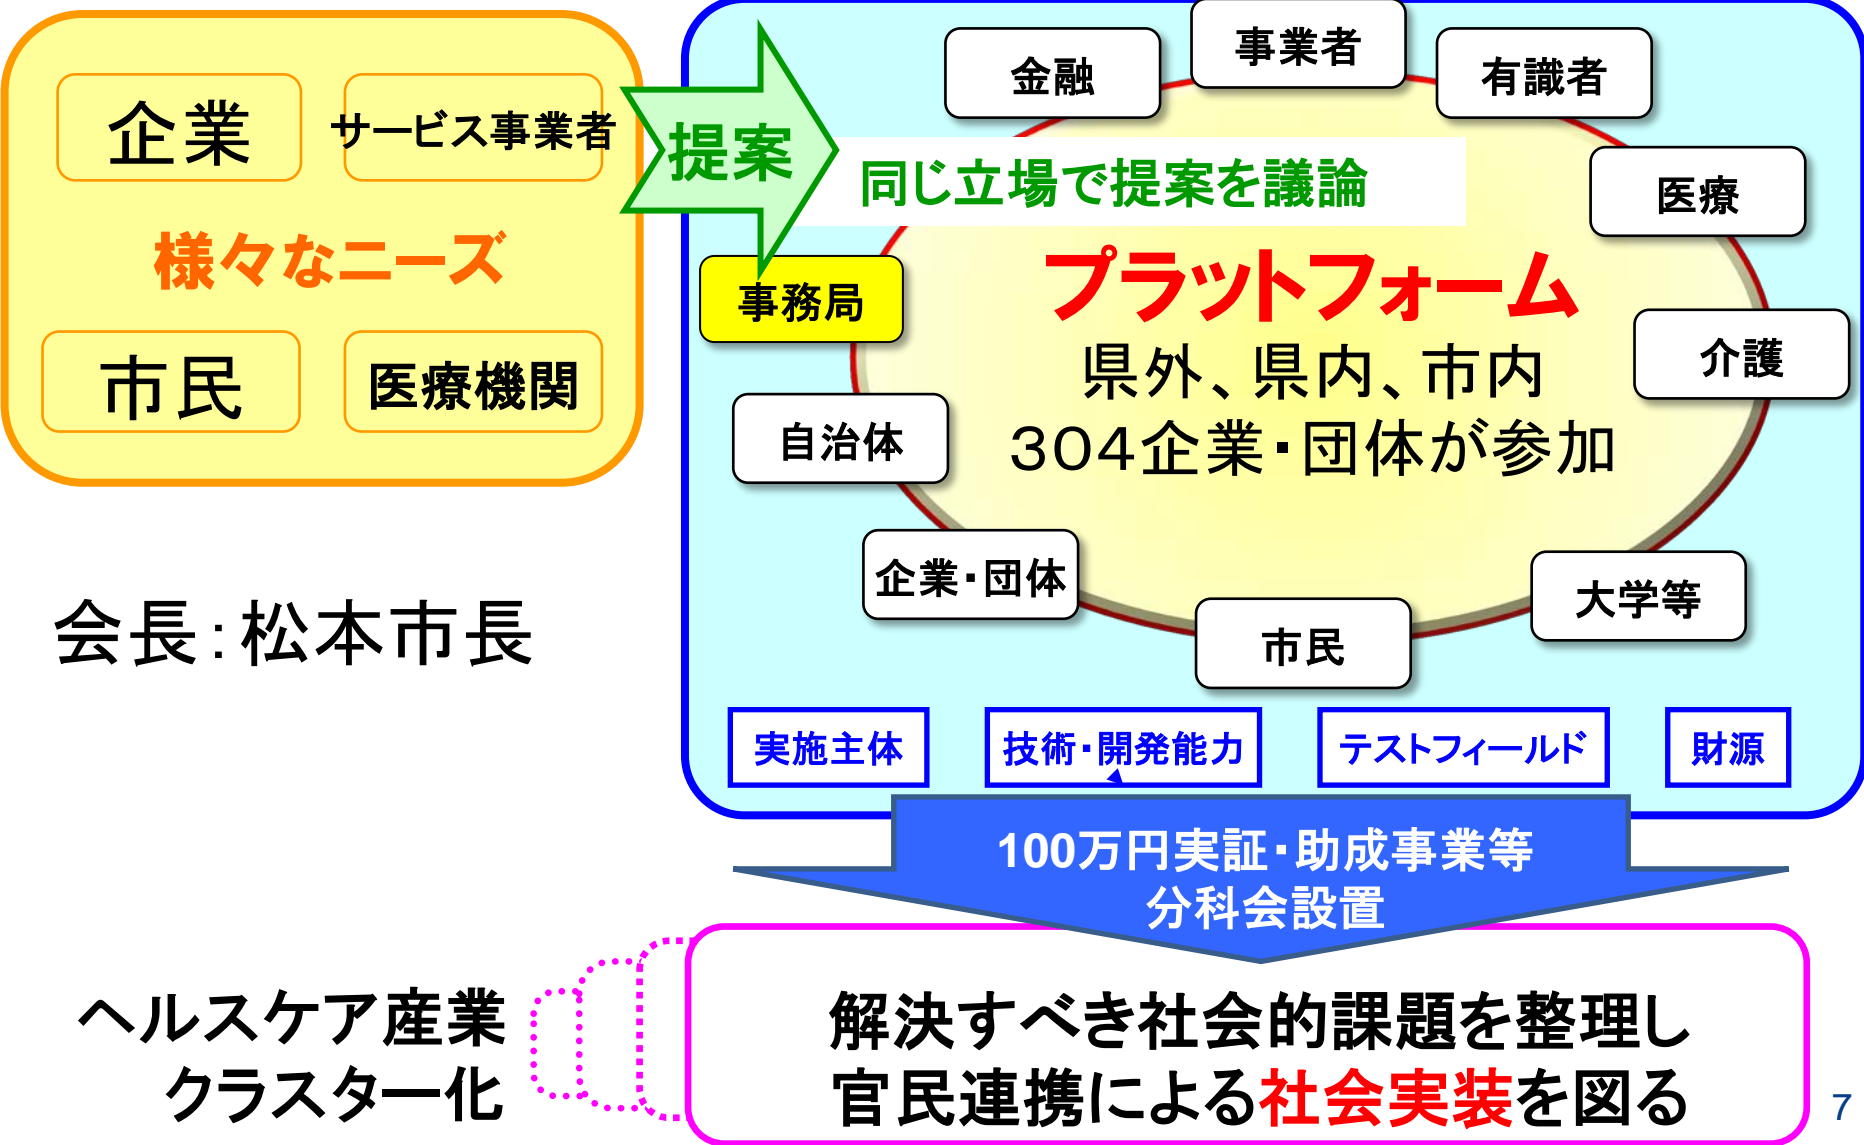 企業
サービス事業者
様々なニーズ
市民
医療機関
提案
同じ立場で提案を議論
金融
事業者
有識者
医療
介護
大学等
市民
企業・団体
自治体
事務局
プラットフォーム
県外、県内、市内
304企業・団体が参加
会長：松本市長
実施主体
技術・開発能力
テストフィールド
財源
100万円実証・助成事業等
分科会設置
ヘルスケア産業
クラスター化
解決すべき社会的課題を整理し
官民連携による社会実装を図る
7